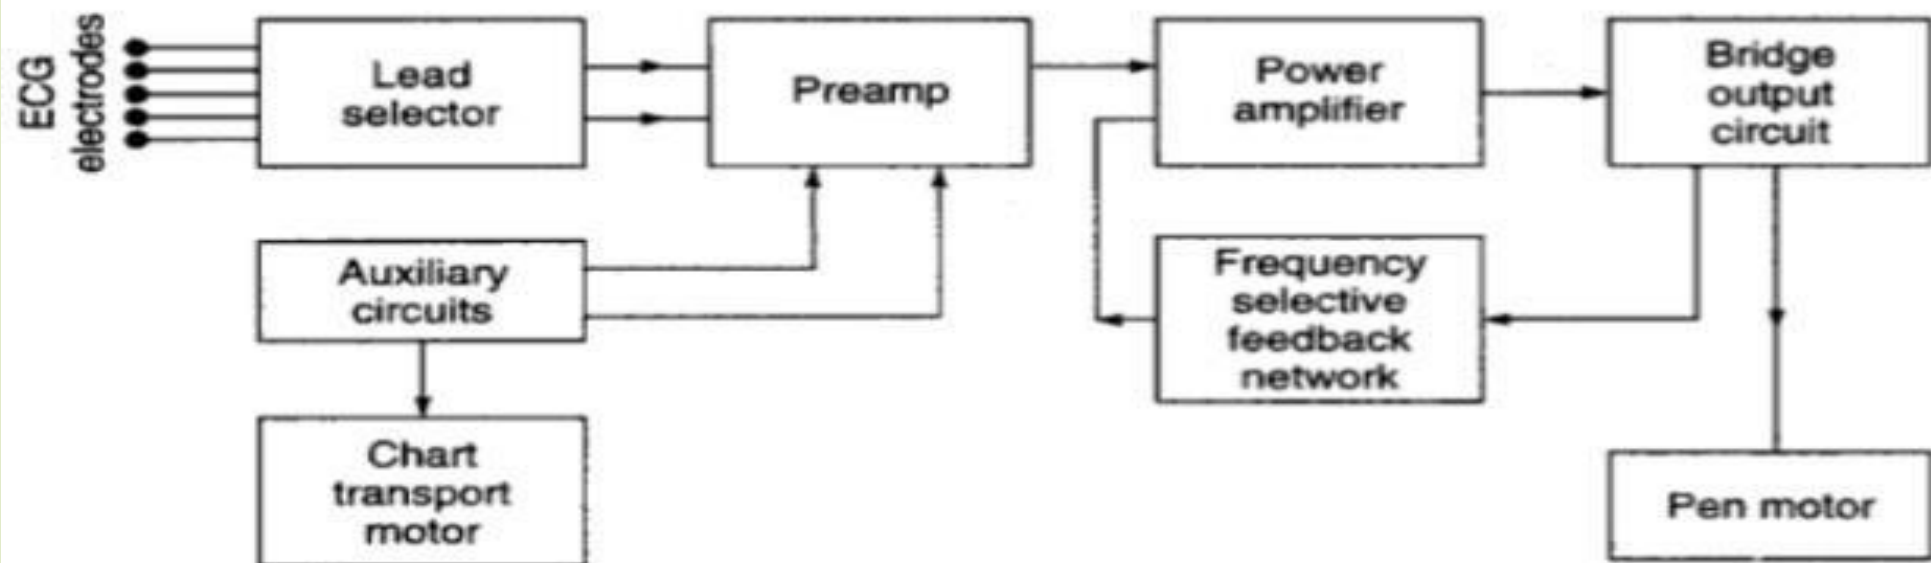 ECG
electrodes
Lead
selector
Preamp
Power
amplifier
Bridge
output
circuit
Auxiliary
circuits
Frequency
selective
feedback
network
Chart
transport
motor
Pen motor